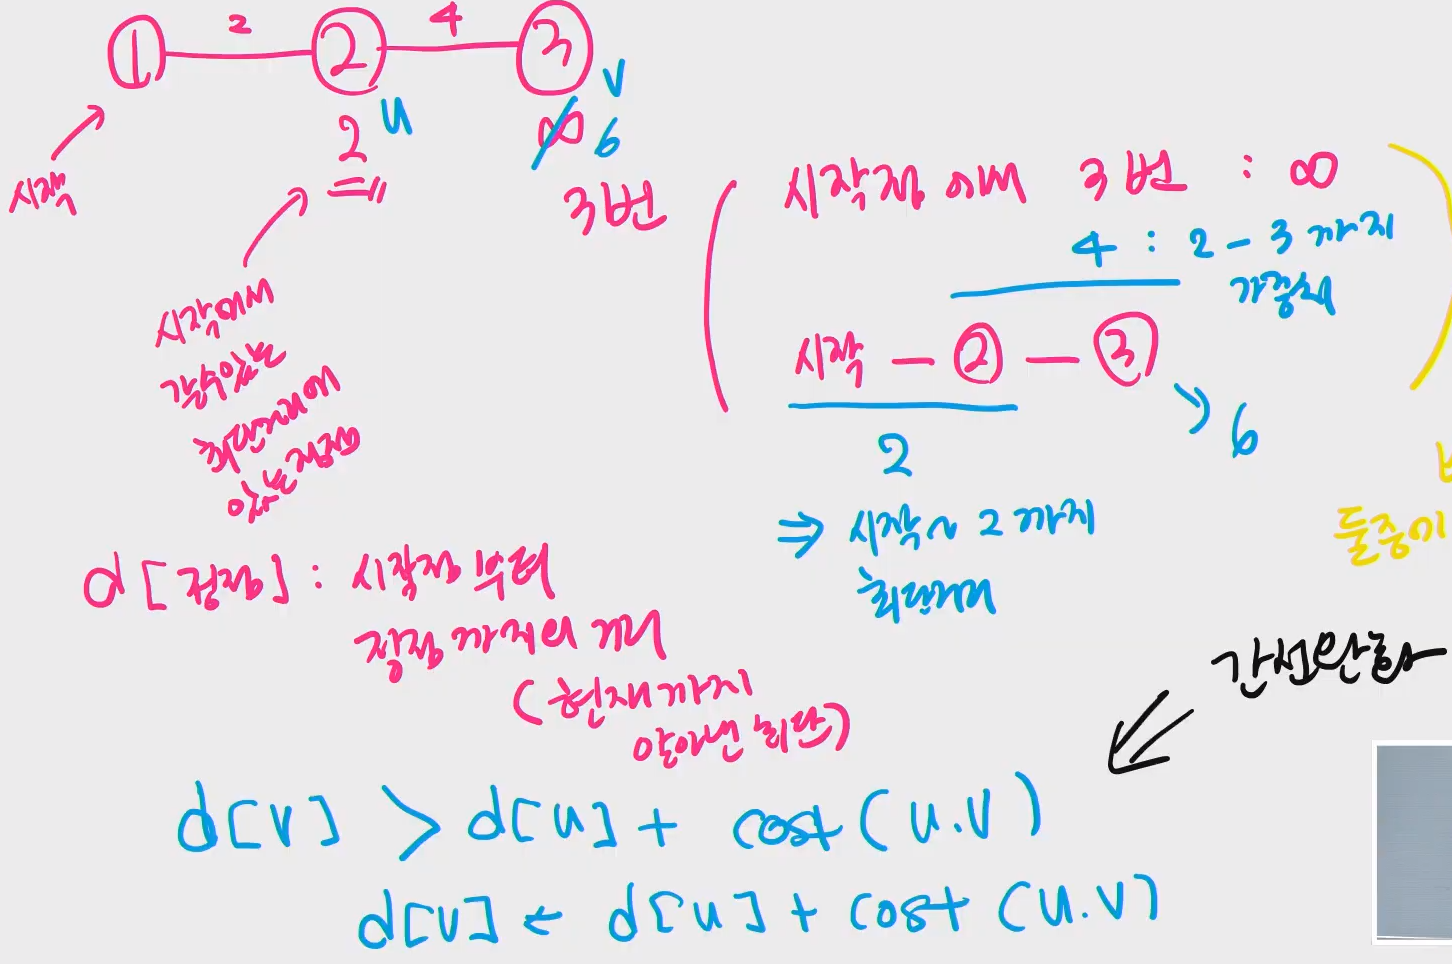 1 2 2 4 3
u v
2 ∞ 6
시작 3번
시작에서
갈수있는
최단거리에
있는 정점
시작점에서 3번 : ∞
4 : 2 - 3 까지
가중치
시작 - 2 - 3
2 6
⇒ 시작 ~ 2 까지
최단거리
둘중에
d [정점] : 시작점부터
정점까지의 거리
(현재까지
알아낸 최단)
간선완화
d[v] > d[u] + cost(u.v)
d[v] ← d[u] + cost(u.v)